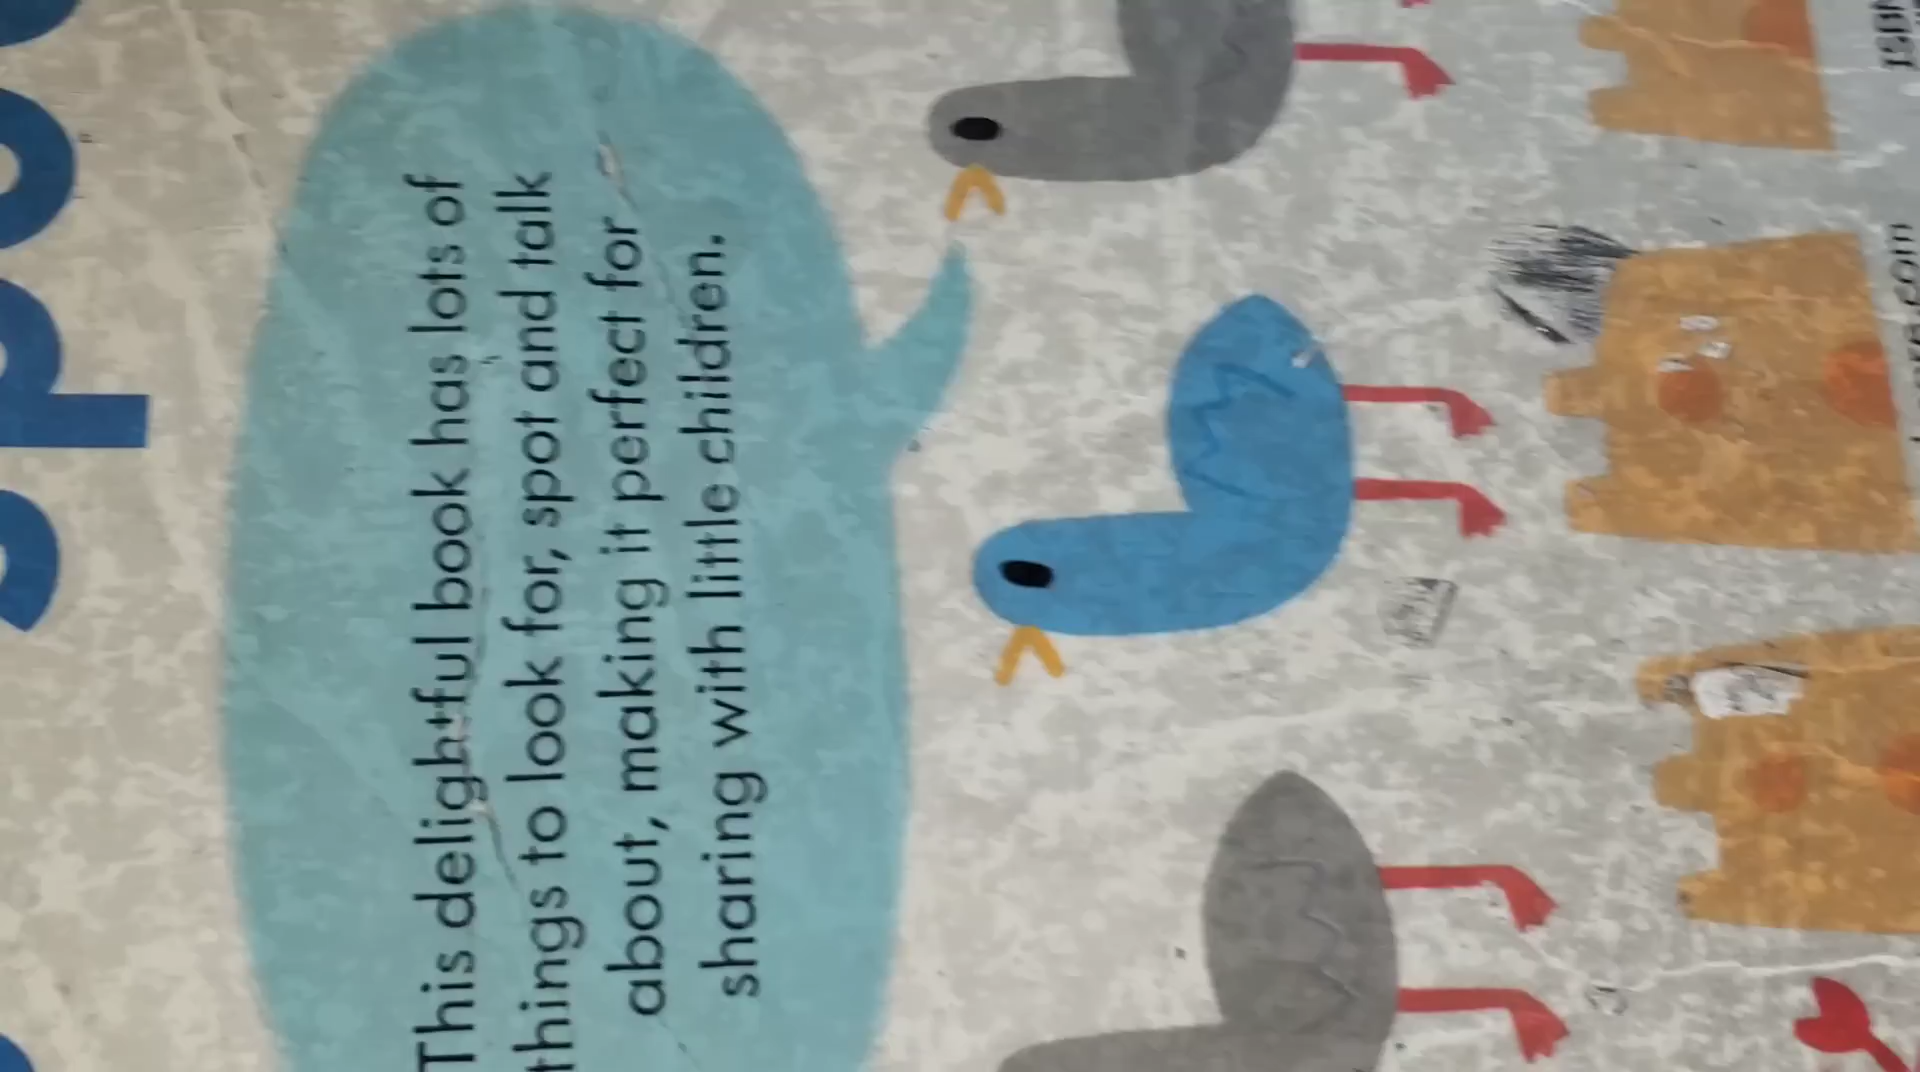 This delightful book has lots of
things to look for, spot and talk
about, making it perfect for
sharing with little children.
ISBN